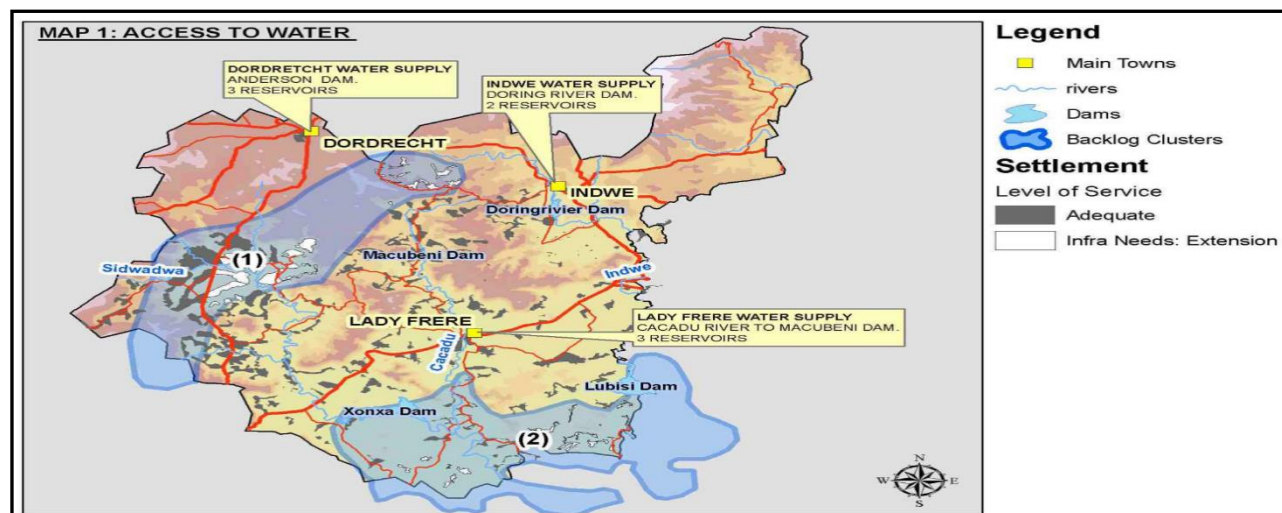 MAP 1: ACCESS TO WATER
DORDRETCHT WATER SUPPLY
ANDERSON DAM.
3 RESERVOIRS
INDWE WATER SUPPLY
DORING RIVER DAM.
2 RESERVOIRS
DORDRECHT
INDWE
Doringrivier Dam
(1)
Macubeni Dam
Sidwadwa
Indwe
LADY FRERE
LADY FRERE WATER SUPPLY
CACADU RIVER TO MACUBENI DAM.
3 RESERVOIRS
Cacadu
Lubisi Dam
Xonxa Dam
(2)
N
W
E
S
Legend
Main Towns
rivers
Dams
Backlog Clusters
Settlement
Level of Service
Adequate
Infra Needs: Extension